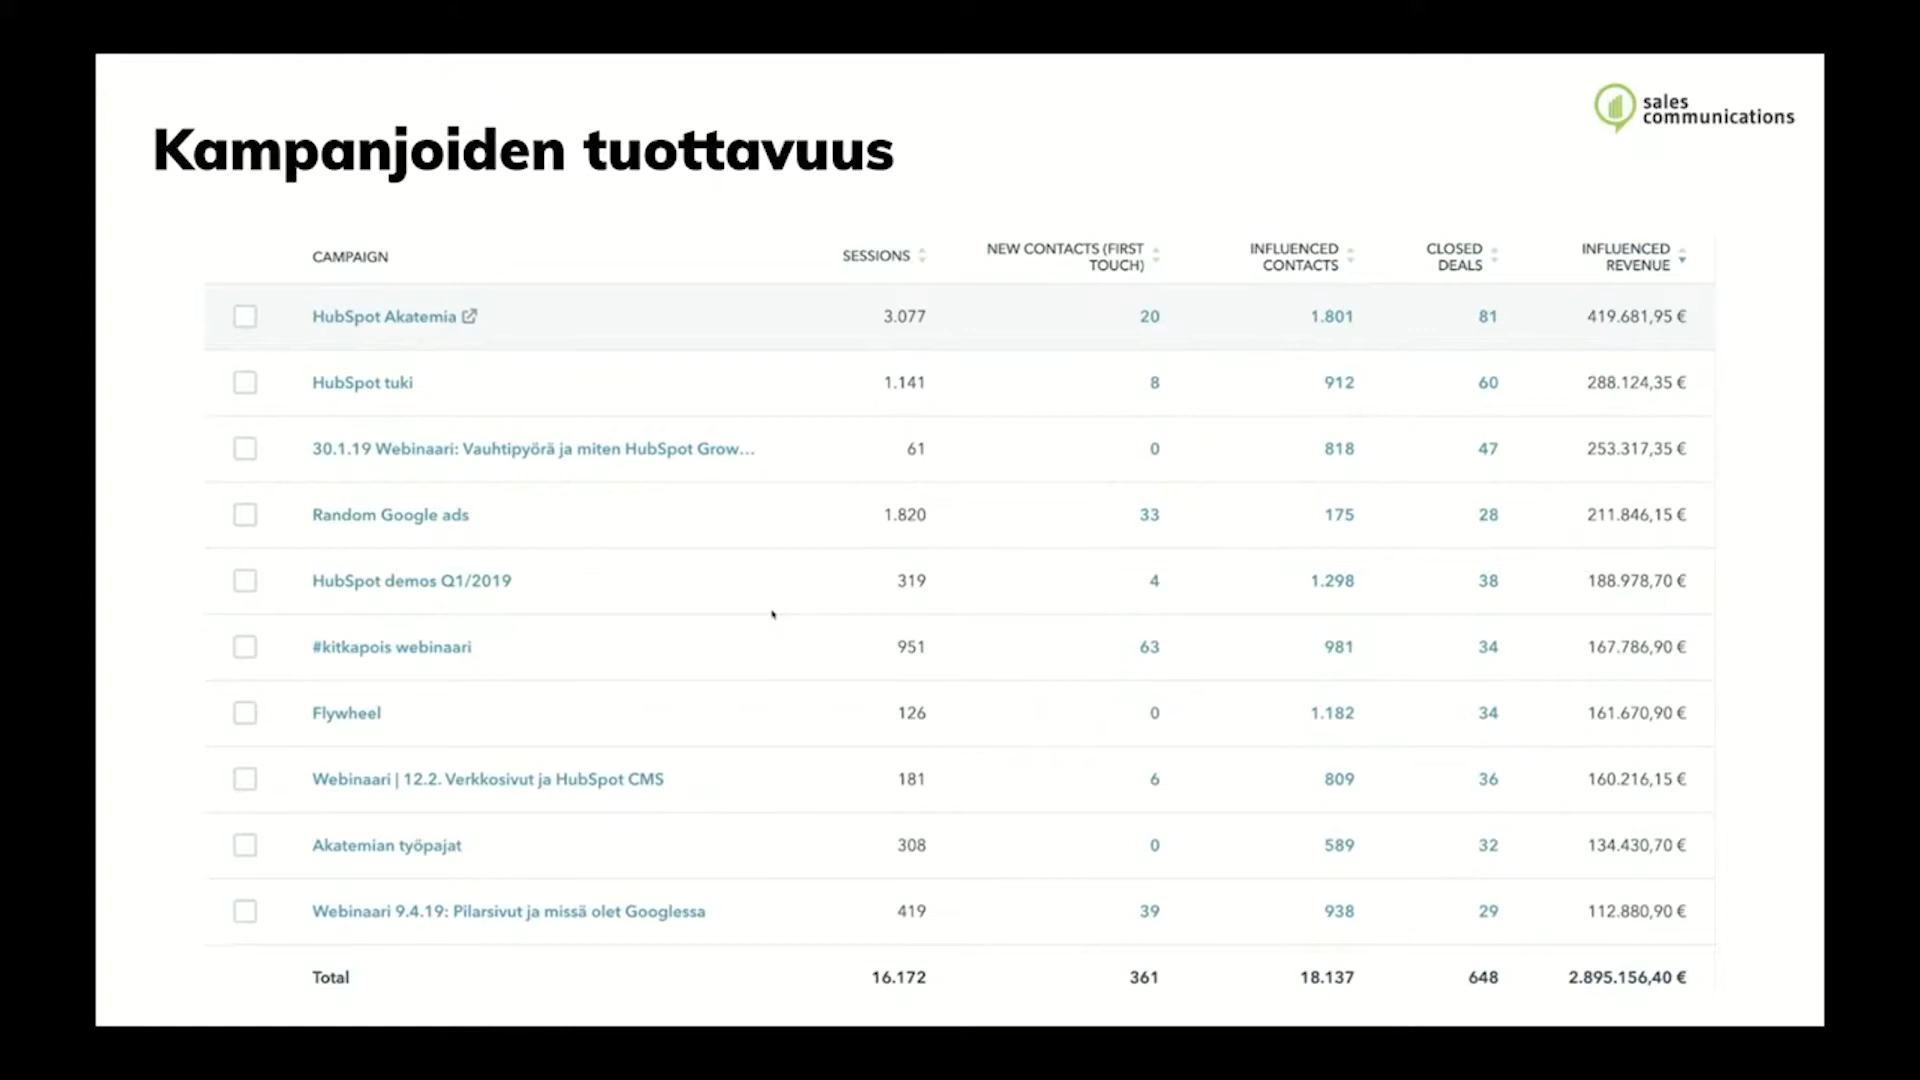 sales
communications
Kampanjoiden tuottavuus
CAMPAIGN SESSIONS NEW CONTACTS (FIRST TOUCH) INFLUENCED CONTACTS CLOSED DEALS INFLUENCED REVENUE
HubSpot Akatemia 3.077 20 1.801 81 419.681,95 €
HubSpot tuki 1.141 8 912 60 288.124,35 €
30.1.19 Webinaari: Vauhtipyörä ja miten HubSpot Grow... 61 0 818 47 253.317,35 €
Random Google ads 1.820 33 175 28 211.846,15 €
HubSpot demos Q1/2019 319 4 1.298 38 188.978,70 €
#kitkapois webinaari 951 63 981 34 167.786,90 €
Flywheel 126 0 1.182 34 161.670,90 €
Webinaari | 12.2. Verkkosivut ja HubSpot CMS 181 6 809 36 160.216,15 €
Akatemian työpajat 308 0 589 32 134.430,70 €
Webinaari 9.4.19: Pilarsivut ja missä olet Googlessa 419 39 938 29 112.880,90 €
Total 16.172 361 18.137 648 2.895.156,40 €